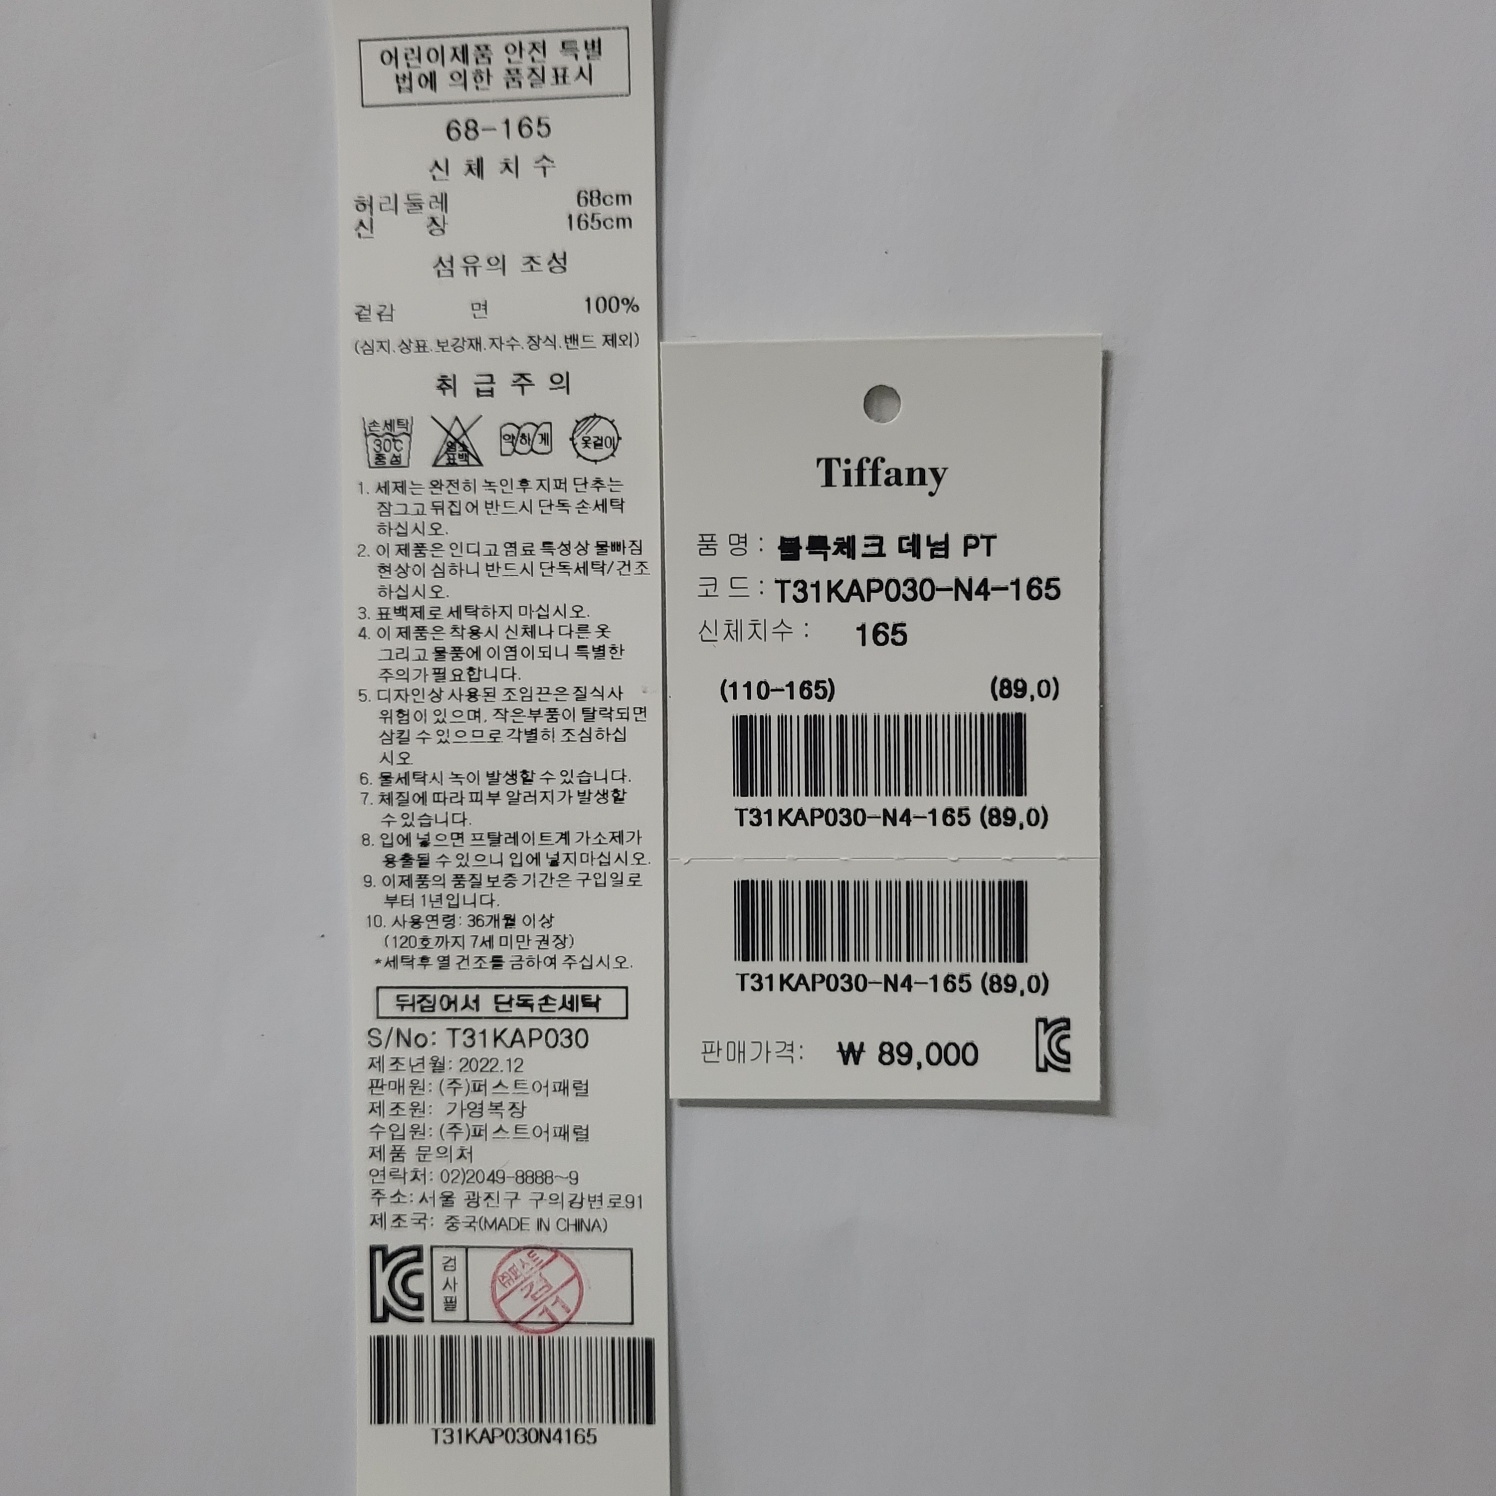 어린이제품 안전 특별
법에 의한 품질표시
68-165
신 체 치 수
허리둘레 68cm
신 장 165cm
섬유의 조성
겉감 면 100%
(심지.상표.보강재.자수.장식.밴드 제외)
취 급 주 의
손세탁 30℃ 중성
염소 표백
약하게
옷걸이
1. 세제는 완전히 녹인후 지퍼 단추는
잠그고 뒤집어 반드시 단독 손세탁
하십시오.
2. 이 제품은 인디고 염료 특성상 물빠짐
현상이 심하니 반드시 단독세탁/건조
하십시오.
3. 표백제로 세탁하지 마십시오.
4. 이 제품은 착용시 신체나 다른 옷
그리고 물품에 이염이되니 특별한
주의가 필요합니다.
5. 디자인상 사용된 조임끈은 질식사
위험이 있으며, 작은부품이 탈락되면
삼킬 수 있으므로 각별히 조심하십
시오
6. 물세탁시 녹이 발생할 수 있습니다.
7. 체질에 따라 피부 알러지가 발생할
수 있습니다.
8. 입에 넣으면 프탈레이트계 가소제가
용출될 수 있으니 입에 넣지마십시오.
9. 이제품의 품질보증 기간은 구입일로
부터 1년입니다.
10. 사용연령: 36개월 이상
(120호까지 7세 미만 권장)
*세탁후 열 건조를 금하여 주십시오.
뒤집어서 단독손세탁
S/No: T31KAP030
제조년월: 2022.12
판매원: (주)퍼스트어패럴
제조원: 가영복장
수입원: (주)퍼스트어패럴
제품 문의처
연락처: 02)2049-8888~9
주소: 서울 광진구 구의강변로91
제조국: 중국(MADE IN CHINA)
KC
검사필
㈜퍼스트
11
T31KAP030N4165
Tiffany
품 명 : 블록체크 데님 PT
코 드 : T31KAP030-N4-165
신체치수 : 165
(110-165) (89,0)
T31KAP030-N4-165 (89,0)
T31KAP030-N4-165 (89,0)
판매가격: ₩ 89,000
KC